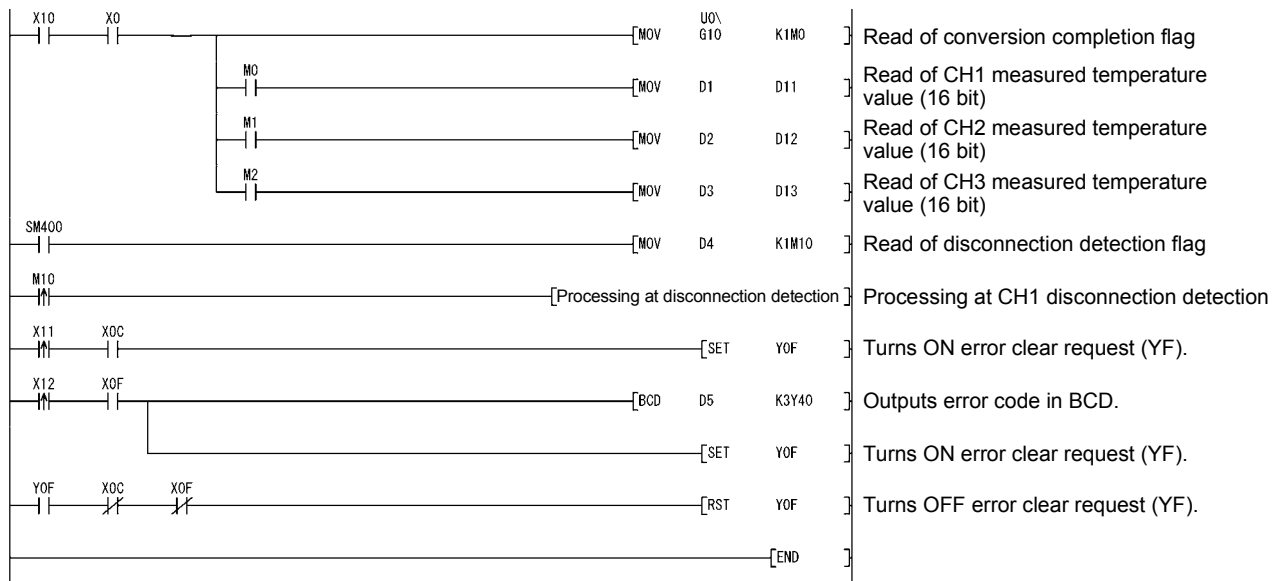 X10 X0 U0\
[MOV G10 K1M0 ] Read of conversion completion flag
M0
[MOV D1 D11 ] Read of CH1 measured temperature
value (16 bit)
M1
[MOV D2 D12 ] Read of CH2 measured temperature
value (16 bit)
M2
[MOV D3 D13 ] Read of CH3 measured temperature
value (16 bit)
SM400
[MOV D4 K1M10 ] Read of disconnection detection flag
M10
[Processing at disconnection detection ] Processing at CH1 disconnection detection
X11 X0C
[SET Y0F ] Turns ON error clear request (YF).
X12 X0F
[BCD D5 K3Y40 ] Outputs error code in BCD.
[SET Y0F ] Turns ON error clear request (YF).
Y0F X0C X0F
[RST Y0F ] Turns OFF error clear request (YF).
[END ]